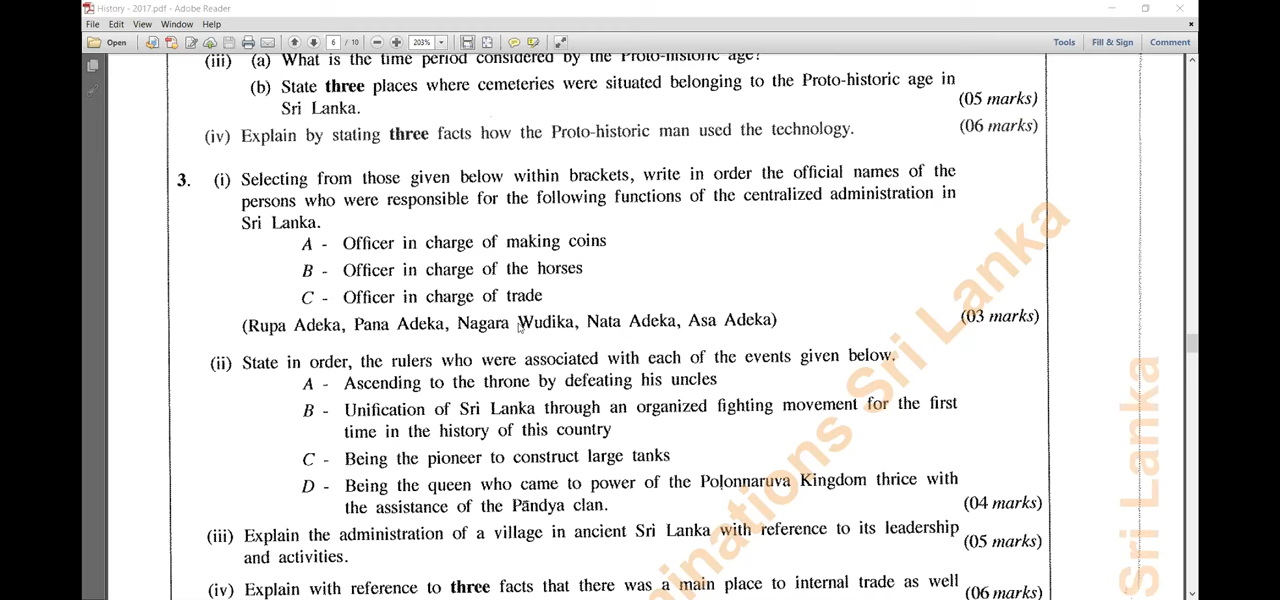 History - 2017.pdf - Adobe Reader
File Edit View Window Help
Open 6 / 10 203% Tools Fill & Sign Comment
(iii) (a) What is the time period considered by the Proto-historic age?
(b) State three places where cemeteries were situated belonging to the Proto-historic age in
Sri Lanka. (05 marks)
(iv) Explain by stating three facts how the Proto-historic man used the technology. (06 marks)
3. (i) Selecting from those given below within brackets, write in order the official names of the
persons who were responsible for the following functions of the centralized administration in
Sri Lanka.
A - Officer in charge of making coins
B - Officer in charge of the horses
C - Officer in charge of trade
(Rupa Adeka, Pana Adeka, Nagara Wudika, Nata Adeka, Asa Adeka) (03 marks)
(ii) State in order, the rulers who were associated with each of the events given below.
A - Ascending to the throne by defeating his uncles
B - Unification of Sri Lanka through an organized fighting movement for the first
time in the history of this country
C - Being the pioneer to construct large tanks
D - Being the queen who came to power of the Poḷonnaruva Kingdom thrice with
the assistance of the Pāndya clan. (04 marks)
(iii) Explain the administration of a village in ancient Sri Lanka with reference to its leadership
and activities. (05 marks)
(iv) Explain with reference to three facts that there was a main place to internal trade as well
(06 marks)
minations Sri Lanka
Sri Lanka